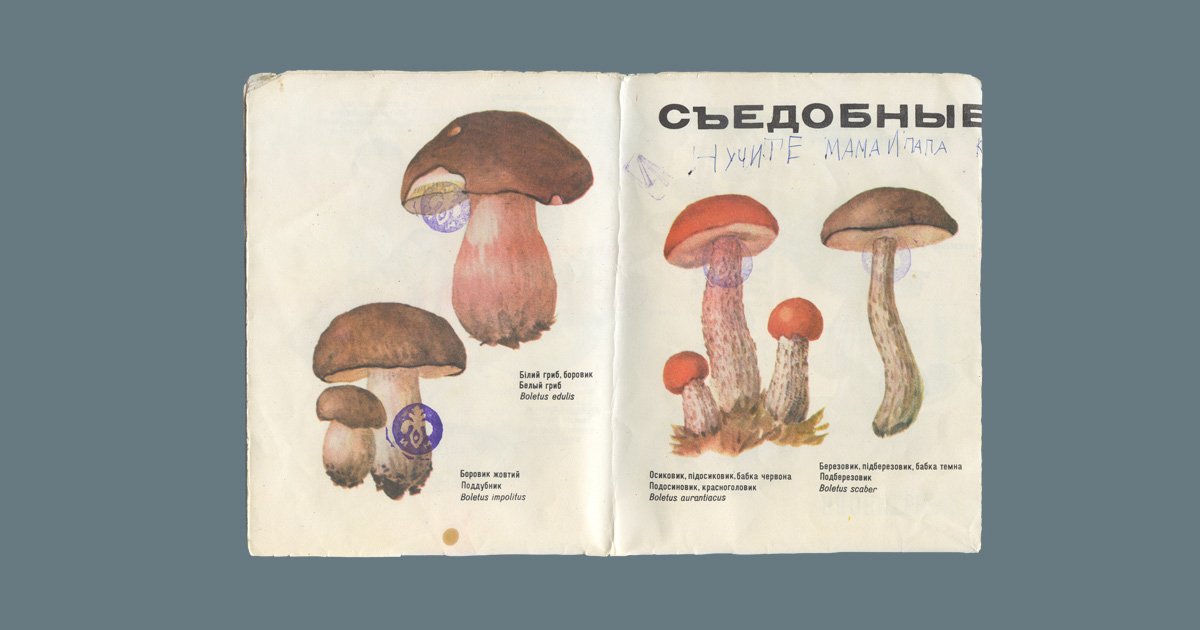 Білий гриб, боровик
Белый гриб
Boletus edulis
Боровик жовтий
Поддубник
Boletus impolitus
СЪЕДОБНЫЕ
УЧИТЕ МАМА И ПАПА
Осиковик, підосиковик, бабка червона
Подосиновик, красноголовик
Boletus aurantiacus
Березовик, підберезовик, бабка темна
Подберезовик
Boletus scaber